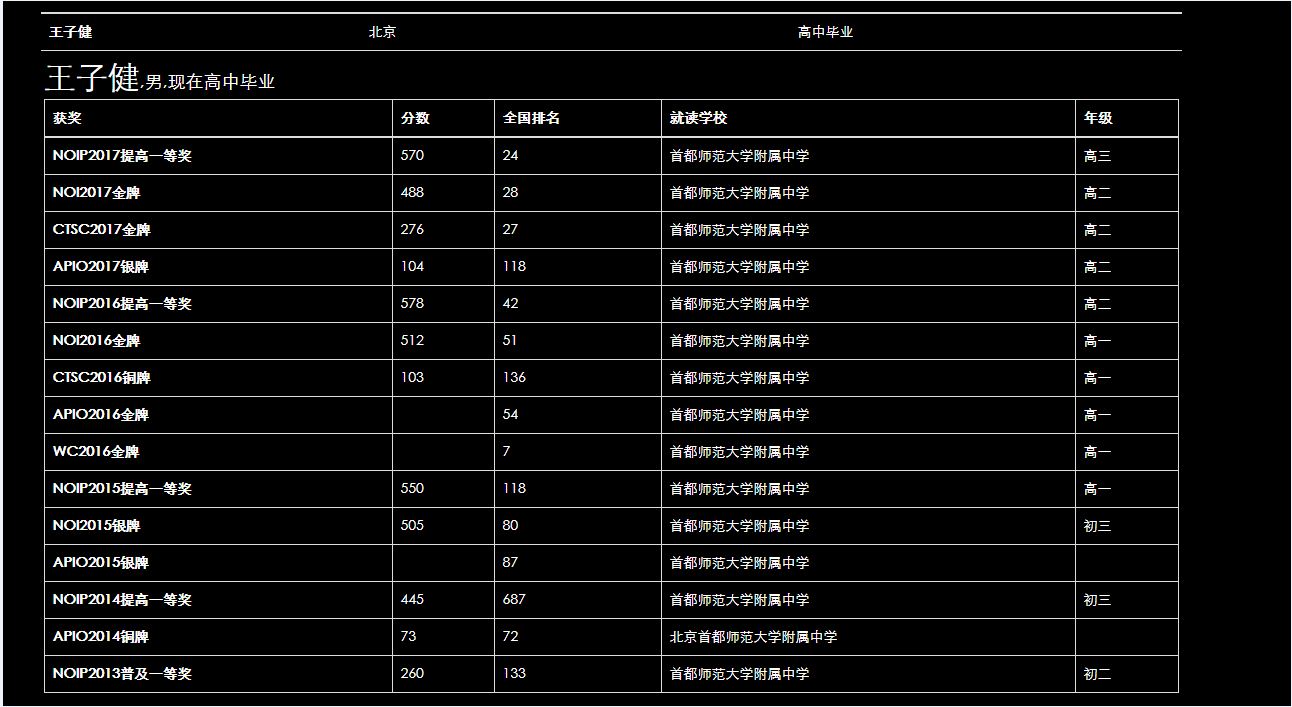 王子健 北京 高中毕业
王子健,男,现在高中毕业
获奖 分数 全国排名 就读学校 年级
NOIP2017提高一等奖 570 24 首都师范大学附属中学 高三
NOI2017金牌 488 28 首都师范大学附属中学 高二
CTSC2017金牌 276 27 首都师范大学附属中学 高二
APIO2017银牌 104 118 首都师范大学附属中学 高二
NOIP2016提高一等奖 578 42 首都师范大学附属中学 高二
NOI2016金牌 512 51 首都师范大学附属中学 高一
CTSC2016铜牌 103 136 首都师范大学附属中学 高一
APIO2016金牌 54 首都师范大学附属中学 高一
WC2016金牌 7 首都师范大学附属中学 高一
NOIP2015提高一等奖 550 118 首都师范大学附属中学 高一
NOI2015银牌 505 80 首都师范大学附属中学 初三
APIO2015银牌 87 首都师范大学附属中学
NOIP2014提高一等奖 445 687 首都师范大学附属中学 初三
APIO2014铜牌 73 72 北京首都师范大学附属中学
NOIP2013普及一等奖 260 133 首都师范大学附属中学 初二